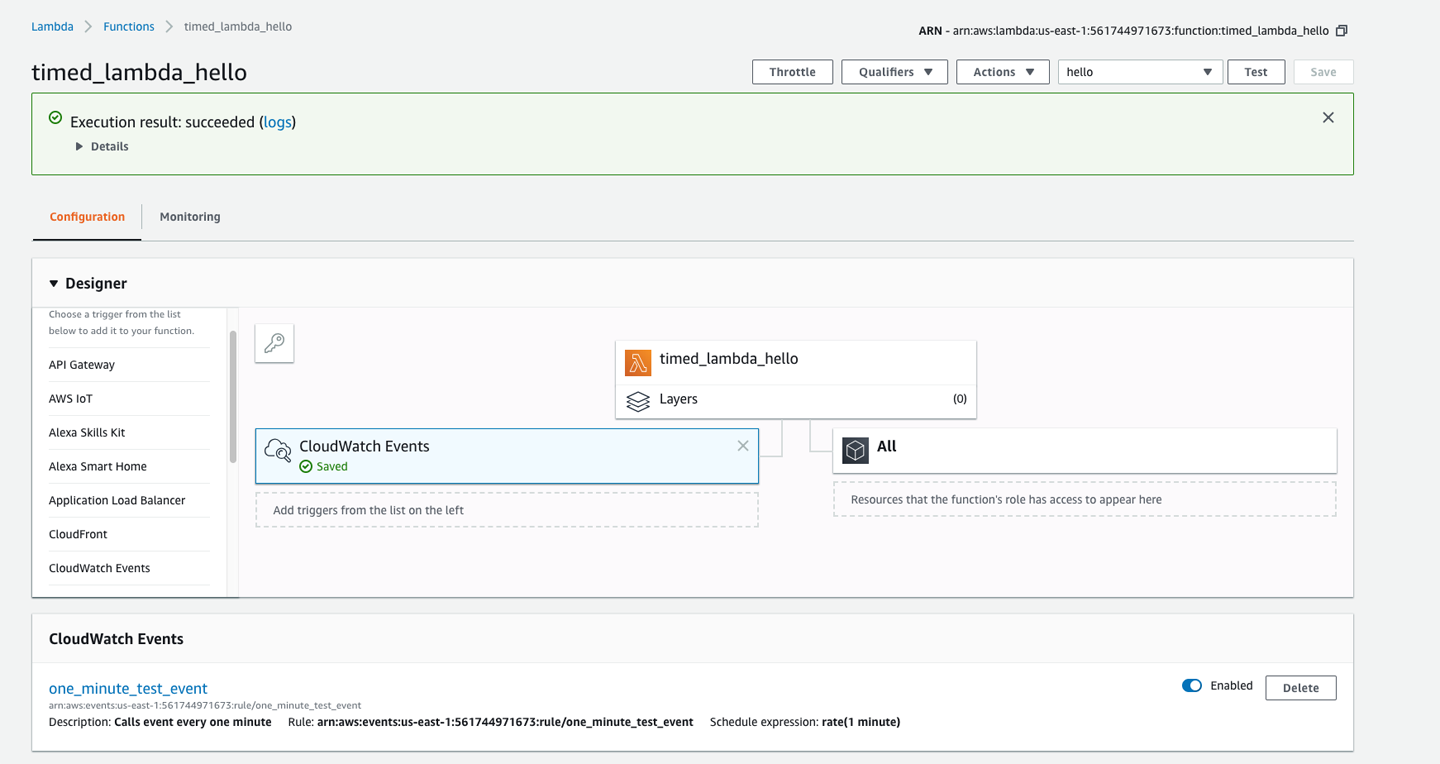 Lambda Functions timed_lambda_hello
ARN - arn:aws:lambda:us-east-1:561744971673:function:timed_lambda_hello
timed_lambda_hello
Throttle Qualifiers Actions hello Test Save
Execution result: succeeded (logs)
Details
Configuration Monitoring
Designer
Choose a trigger from the list
below to add it to your function.
API Gateway
AWS IoT
Alexa Skills Kit
Alexa Smart Home
Application Load Balancer
CloudFront
CloudWatch Events
timed_lambda_hello
Layers (0)
CloudWatch Events
Saved
Add triggers from the list on the left
All
Resources that the function's role has access to appear here
CloudWatch Events
one_minute_test_event
arn:aws:events:us-east-1:561744971673:rule/one_minute_test_event
Description: Calls event every one minute Rule: arn:aws:events:us-east-1:561744971673:rule/one_minute_test_event Schedule expression: rate(1 minute)
Enabled Delete